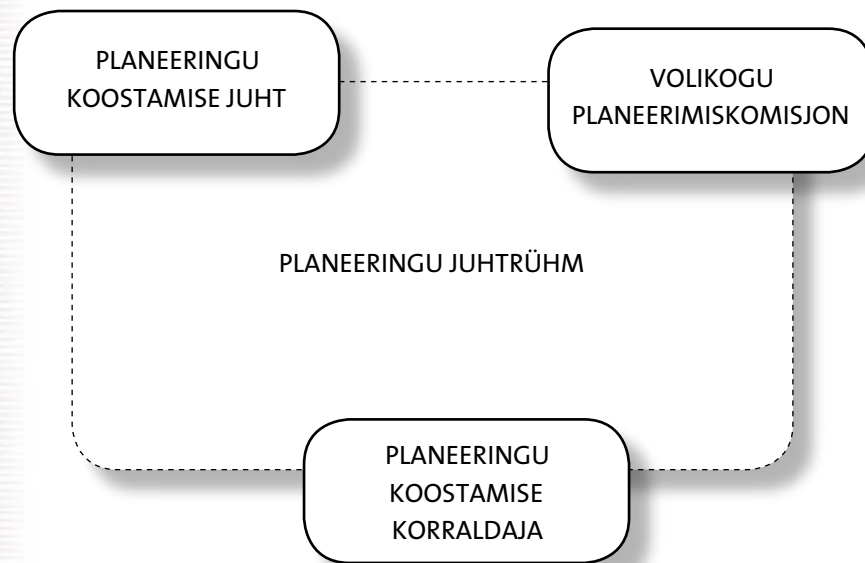 PLANEERINGU
KOOSTAMISE JUHT
VOLIKOGU
PLANEERIMISKOMISJON
PLANEERINGU JUHTRÜHM
PLANEERINGU
KOOSTAMISE
KORRALDAJA